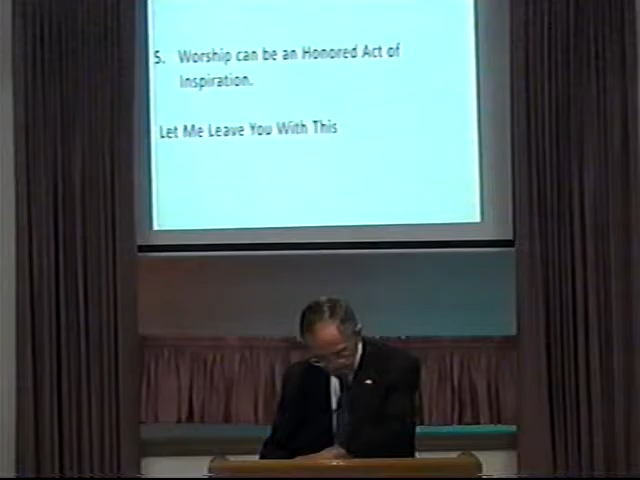 5. Worship can be an Honored Act of
Inspiration.
Let Me Leave You With This